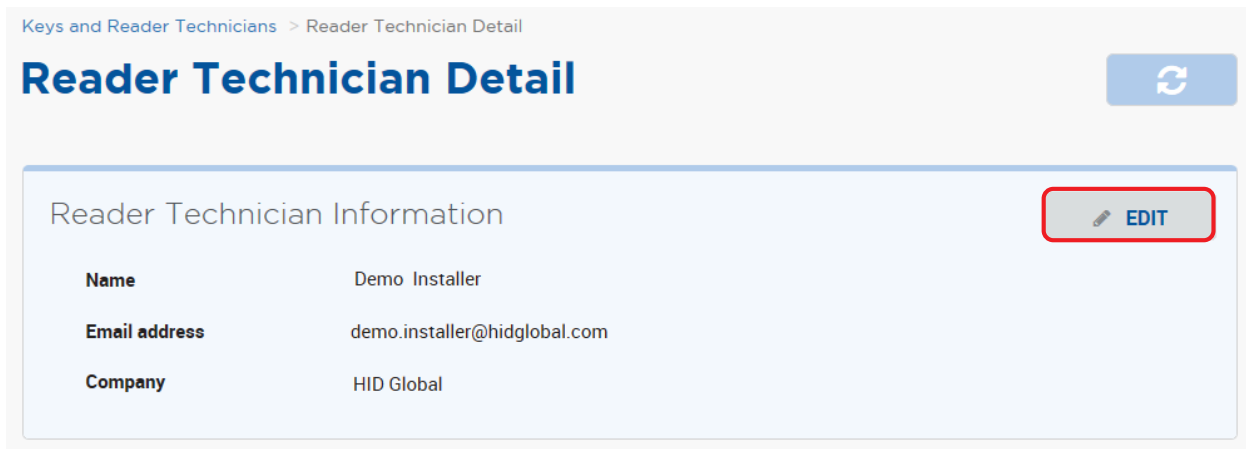 Keys and Reader Technicians > Reader Technician Detail
Reader Technician Detail
Reader Technician Information
EDIT
Name Demo Installer
Email address demo.installer@hidglobal.com
Company HID Global